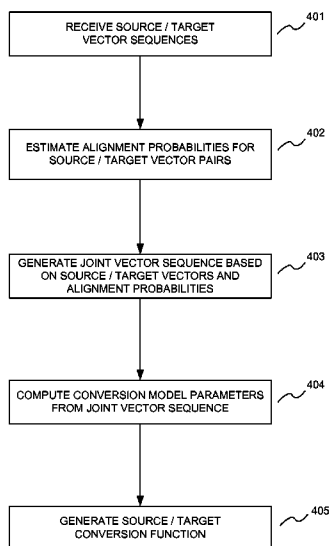 RECEIVE SOURCE / TARGET
VECTOR SEQUENCES
401
ESTIMATE ALIGNMENT PROBABILITIES FOR
SOURCE / TARGET VECTOR PAIRS
402
GENERATE JOINT VECTOR SEQUENCE BASED
ON SOURCE / TARGET VECTORS AND
ALIGNMENT PROBABILITIES
403
COMPUTE CONVERSION MODEL PARAMETERS
FROM JOINT VECTOR SEQUENCE
404
GENERATE SOURCE / TARGET
CONVERSION FUNCTION
405